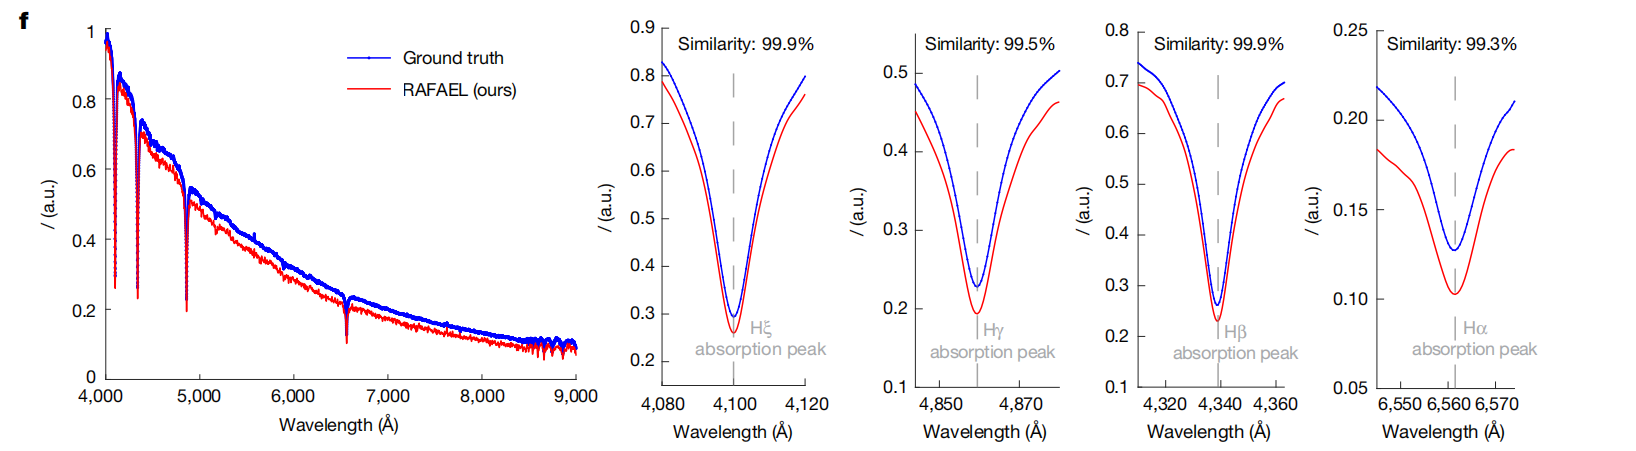 f
1
0.8
0.6
0.4
0.2
0
I (a.u.)
4,000 5,000 6,000 7,000 8,000 9,000
Wavelength (Å)
Ground truth
RAFAEL (ours)
0.9
0.8
0.7
0.6
0.5
0.4
0.3
0.2
I (a.u.)
Similarity: 99.9%
Hξ
absorption peak
4,080 4,100 4,120
Wavelength (Å)
0.5
0.4
0.3
0.2
0.1
I (a.u.)
Similarity: 99.5%
Hγ
absorption peak
4,850 4,870
Wavelength (Å)
0.8
0.7
0.6
0.5
0.4
0.3
0.2
0.1
I (a.u.)
Similarity: 99.9%
Hβ
absorption peak
4,320 4,340 4,360
Wavelength (Å)
0.25
0.20
0.15
0.10
0.05
I (a.u.)
Similarity: 99.3%
Hα
absorption peak
6,550 6,560 6,570
Wavelength (Å)